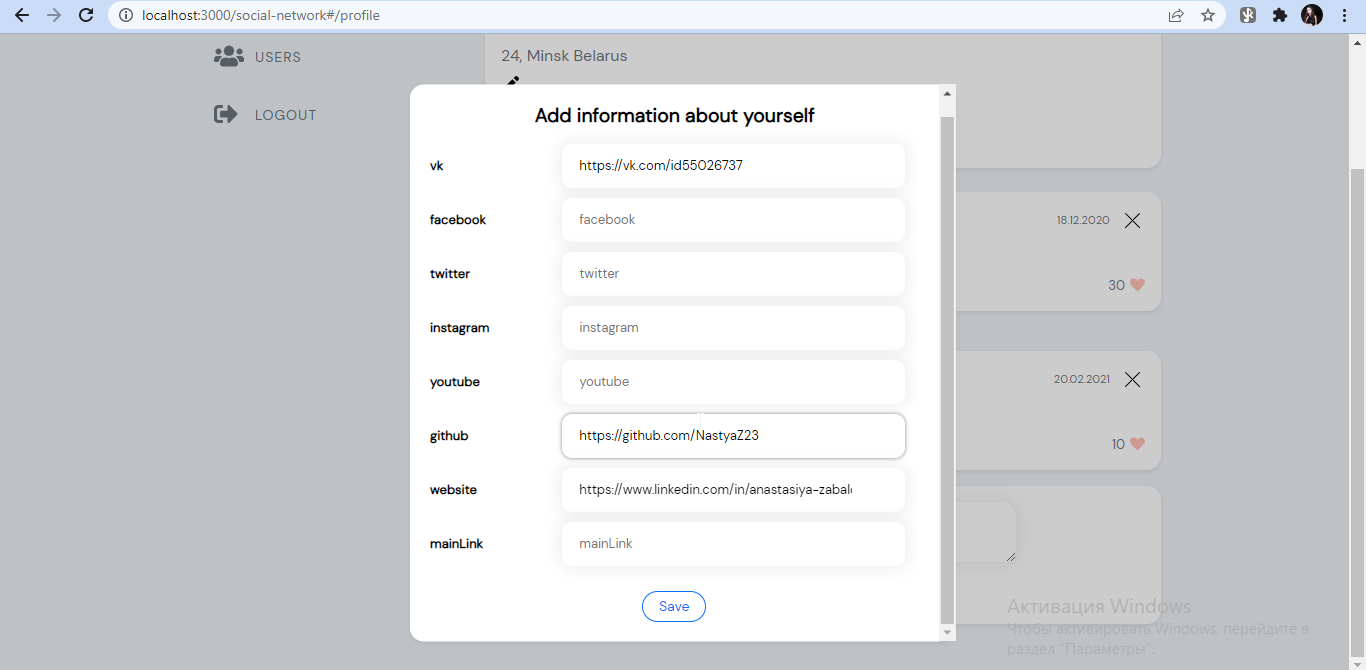 localhost:3000/social-network#/profile
USERS
LOGOUT
24, Minsk Belarus
Add information about yourself
vk https://vk.com/id55026737
facebook facebook
twitter twitter
instagram instagram
youtube youtube
github https://github.com/NastyaZ23
website https://www.linkedin.com/in/anastasiya-zabalo
mainLink mainLink
Save
18.12.2020
30
20.02.2021
10
Активация Windows
Чтобы активировать Windows, перейдите в
раздел "Параметры".